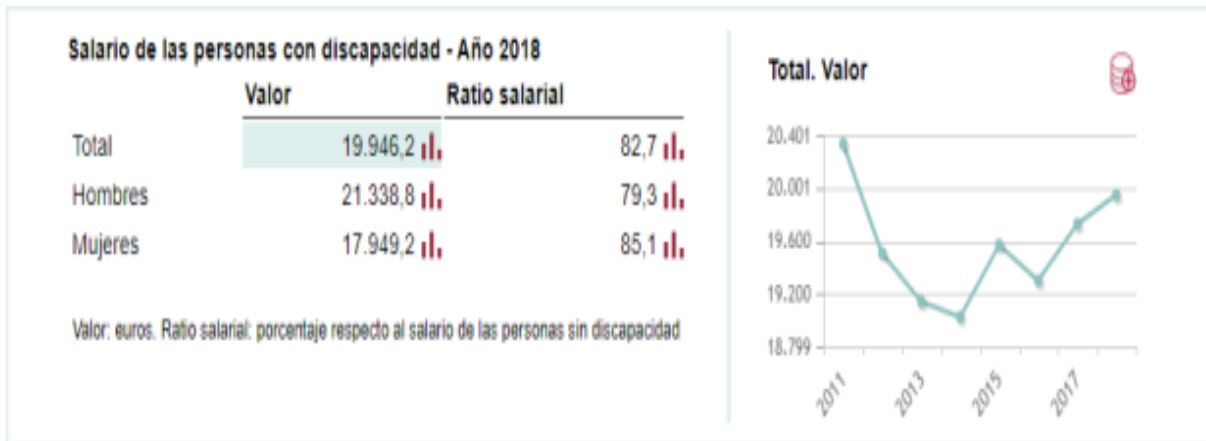 Salario de las personas con discapacidad - Año 2018
Valor Ratio salarial
Total 19.946,2 82,7
Hombres 21.338,8 79,3
Mujeres 17.949,2 85,1
Valor: euros. Ratio salarial: porcentaje respecto al salario de las personas sin discapacidad
Total. Valor
20.401
20.001
19.600
19.200
18.799
2011 2013 2015 2017